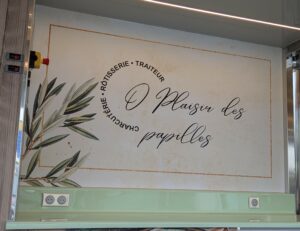 CHARCUTERIE • RÔTISSERIE • TRAITEUR
O Plaisir des
papilles